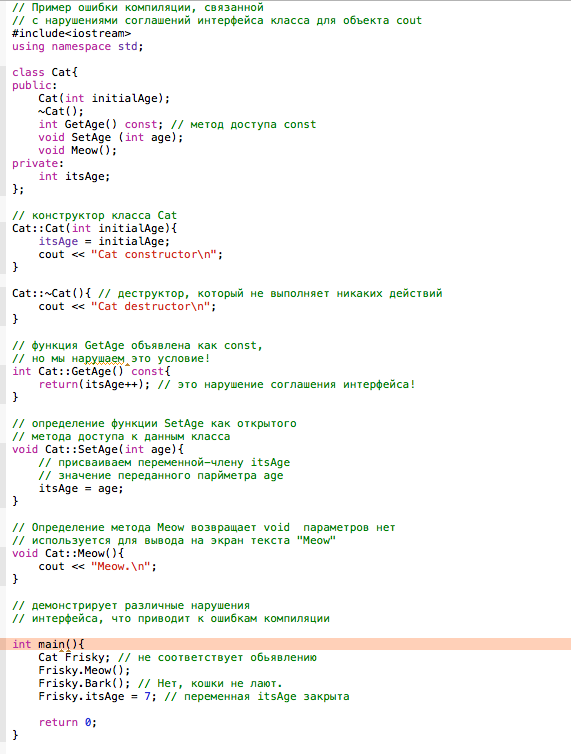 // Пример ошибки компиляции, связанной
// с нарушениями соглашений интерфейса класса для объекта cout
#include<iostream>
using namespace std;
class Cat{
public:
Cat(int initialAge);
~Cat();
int GetAge() const; // метод доступа const
void SetAge (int age);
void Meow();
private:
int itsAge;
};
// конструктор класса Cat
Cat::Cat(int initialAge){
itsAge = initialAge;
cout << "Cat constructor\n";
}
Cat::~Cat(){ // деструктор, который не выполняет никаких действий
cout << "Cat destructor\n";
}
// функция GetAge объявлена как const,
// но мы нарушаем это условие!
int Cat::GetAge() const{
return(itsAge++); // это нарушение соглашения интерфейса!
}
// определение функции SetAge как открытого
// метода доступа к данным класса
void Cat::SetAge(int age){
// присваиваем переменной-члену itsAge
// значение переданного парйметра age
itsAge = age;
}
// Определение метода Meow возвращает void  параметров нет
// используется для вывода на экран текста "Meow"
void Cat::Meow(){
cout << "Meow.\n";
}
// демонстрирует различные нарушения
// интерфейса, что приводит к ошибкам компиляции
int main(){
Cat Frisky; // не соответствует обьявлению
Frisky.Meow();
Frisky.Bark(); // Нет, кошки не лают.
Frisky.itsAge = 7; // переменная itsAge закрыта
return 0;
}